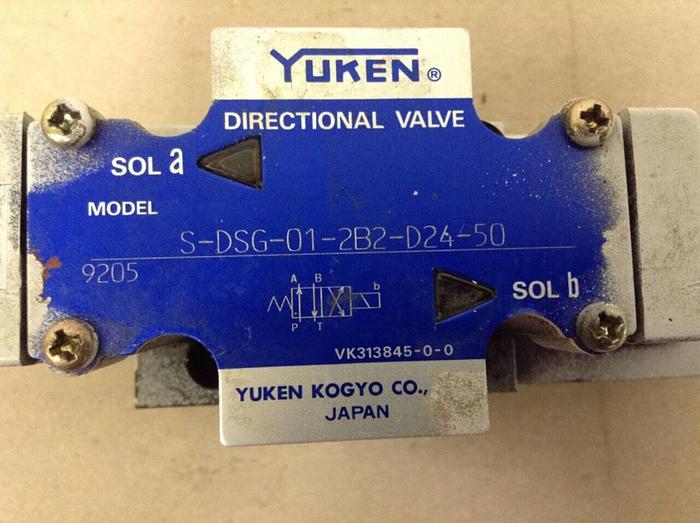 YUKEN®
DIRECTIONAL VALVE
SOL a
MODEL
S-DSG-01-2B2-D24-50
9205
A B
b
P T
SOL b
VK313845-0-0
YUKEN KOGYO CO.,
JAPAN